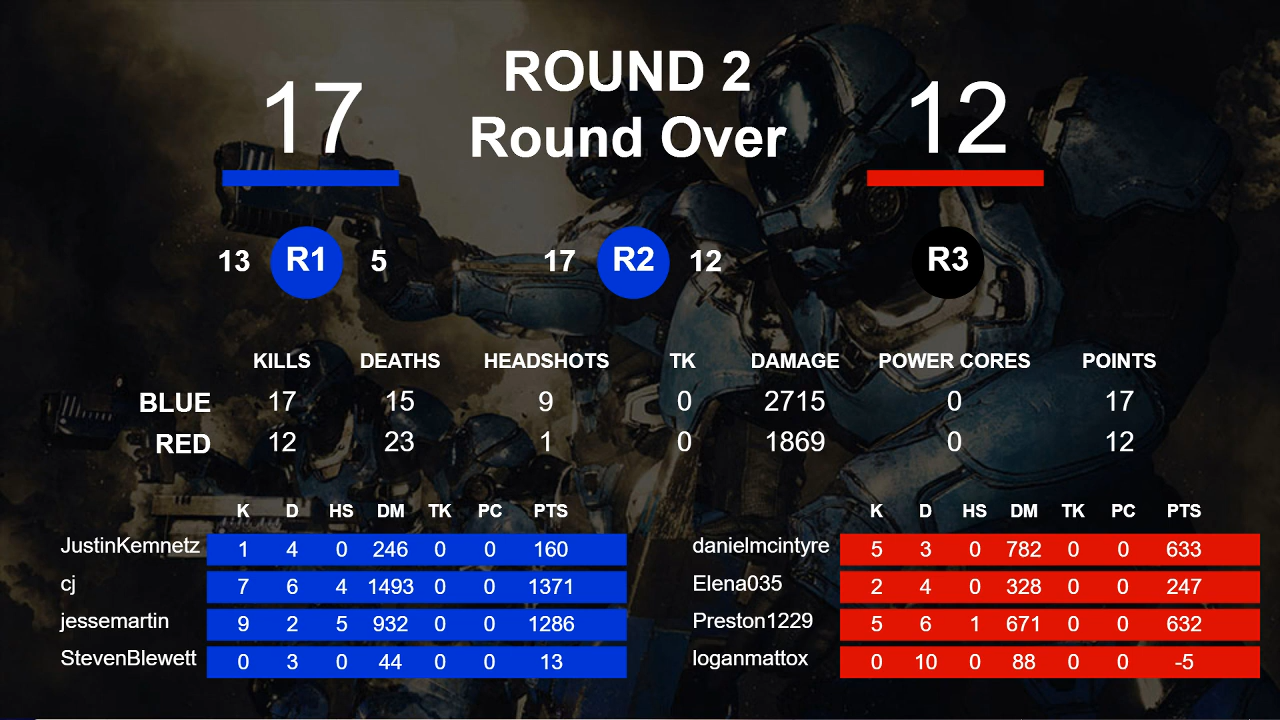 17 ROUND 2 12
Round Over
13 R1 5 17 R2 12 R3
KILLS DEATHS HEADSHOTS TK DAMAGE POWER CORES POINTS
BLUE 17 15 9 0 2715 0 17
RED 12 23 1 0 1869 0 12
K D HS DM TK PC PTS
JustinKemnetz 1 4 0 246 0 0 160
cj 7 6 4 1493 0 0 1371
jessemartin 9 2 5 932 0 0 1286
StevenBlewett 0 3 0 44 0 0 13
K D HS DM TK PC PTS
danielmcintyre 5 3 0 782 0 0 633
Elena035 2 4 0 328 0 0 247
Preston1229 5 6 1 671 0 0 632
loganmattox 0 10 0 88 0 0 -5